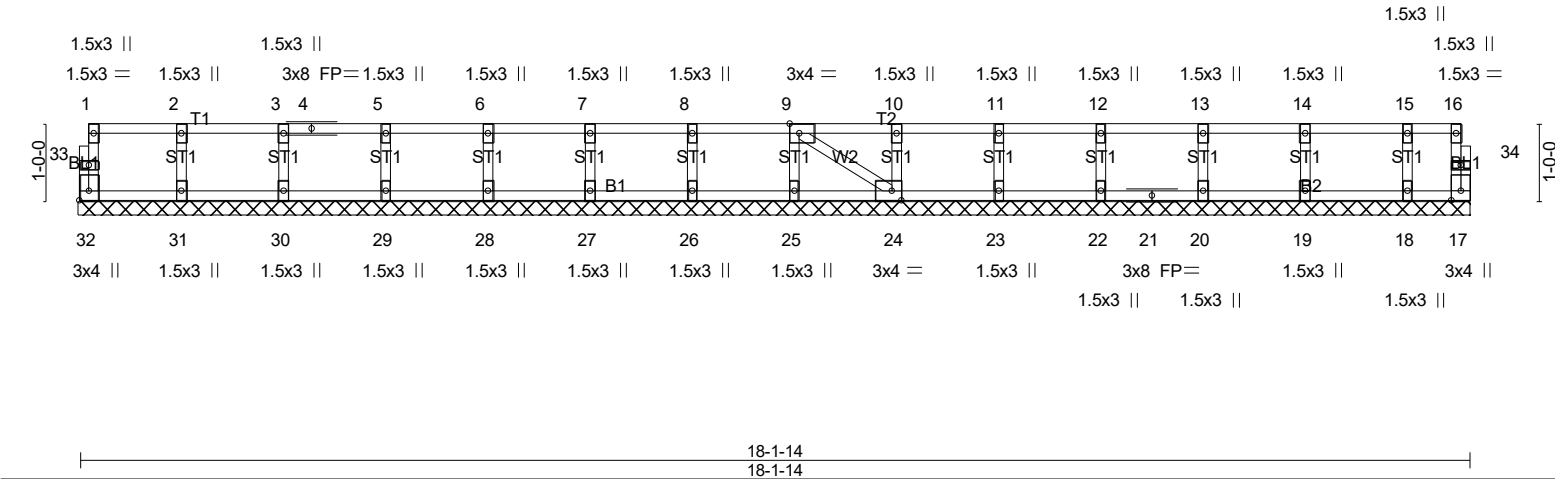 1.5x3 ||
1.5x3 || 1.5x3 || 1.5x3 ||
1.5x3 = 1.5x3 || 3x8 FP= 1.5x3 || 1.5x3 || 1.5x3 || 1.5x3 || 3x4 = 1.5x3 || 1.5x3 || 1.5x3 || 1.5x3 || 1.5x3 || 1.5x3 =
1 2 3 4 5 6 7 8 9 10 11 12 13 14 15 16
T1 T2
1-0-0 33 BL1 ST1 ST1 ST1 ST1 ST1 ST1 ST1 W2 ST1 ST1 ST1 ST1 ST1 ST1 BL1 34 1-0-0
B1 B2
32 31 30 29 28 27 26 25 24 23 22 21 20 19 18 17
3x4 || 1.5x3 || 1.5x3 || 1.5x3 || 1.5x3 || 1.5x3 || 1.5x3 || 1.5x3 || 3x4 = 1.5x3 || 3x8 FP= 1.5x3 || 3x4 ||
1.5x3 || 1.5x3 || 1.5x3 ||
18-1-14
18-1-14